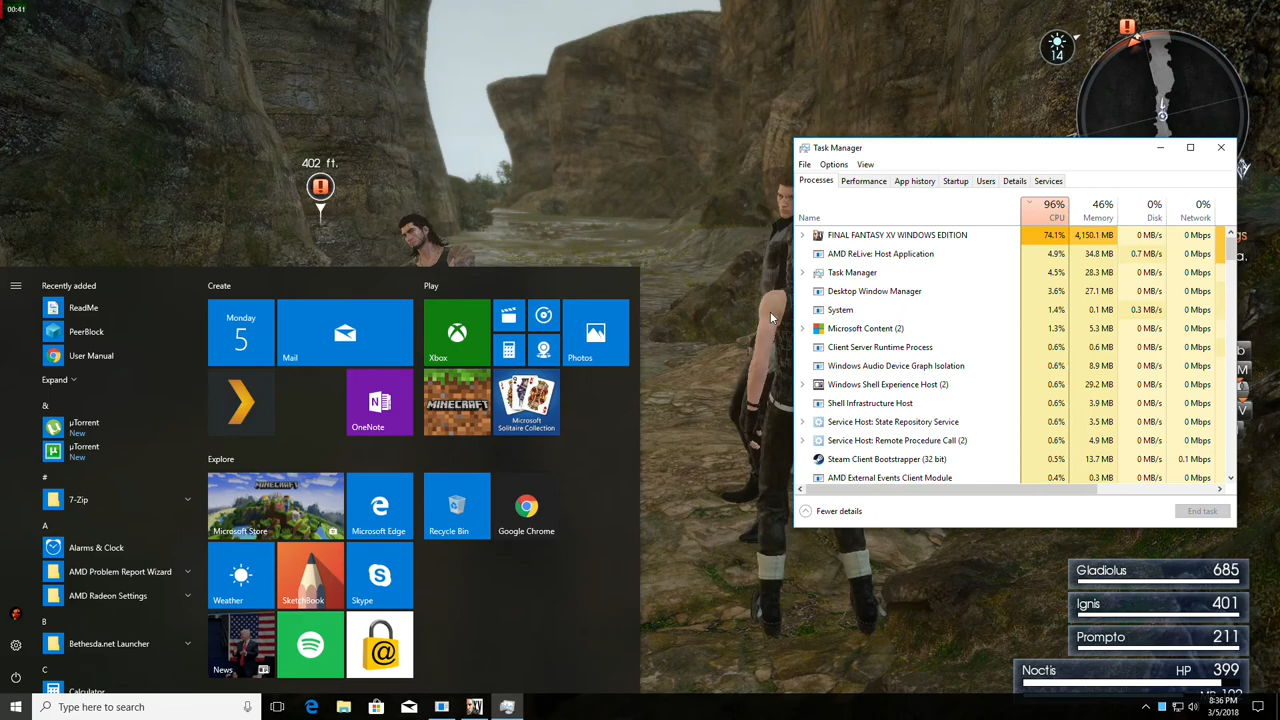 00:41
14
402 ft.
Task Manager
File Options View
Processes Performance App history Startup Users Details Services
96% 46% 0% 0%
Name CPU Memory Disk Network
FINAL FANTASY XV WINDOWS EDITION 74.1% 4,150.1 MB 0 MB/s 0 Mbps
AMD ReLive: Host Application 4.9% 34.8 MB 0.7 MB/s 0 Mbps
Task Manager 4.5% 28.3 MB 0 MB/s 0 Mbps
Desktop Window Manager 3.6% 27.1 MB 0 MB/s 0 Mbps
System 1.4% 0.1 MB 0.3 MB/s 0 Mbps
Microsoft Content (2) 1.3% 5.3 MB 0 MB/s 0 Mbps
Client Server Runtime Process 0.6% 0.6 MB 0 MB/s 0 Mbps
Windows Audio Device Graph Isolation 0.6% 8.9 MB 0 MB/s 0 Mbps
Windows Shell Experience Host (2) 0.6% 29.2 MB 0 MB/s 0 Mbps
Shell Infrastructure Host 0.6% 3.9 MB 0 MB/s 0 Mbps
Service Host: State Repository Service 0.6% 3.5 MB 0 MB/s 0 Mbps
Service Host: Remote Procedure Call (2) 0.6% 4.9 MB 0 MB/s 0 Mbps
Steam Client Bootstrapper (32 bit) 0.5% 13.7 MB 0 MB/s 0.1 Mbps
AMD External Events Client Module 0.4% 0.3 MB 0 MB/s 0 Mbps
Fewer details End task
Recently added
ReadMe
PeerBlock
User Manual
Expand
&
µTorrent
New
µTorrent
New
#
7-Zip
A
Alarms & Clock
AMD Problem Report Wizard
AMD Radeon Settings
B
Bethesda.net Launcher
C
Calculator
Create
Monday
5
Mail
OneNote
Play
Xbox
Photos
MINECRAFT
Microsoft
Solitaire Collection
Explore
MINECRAFT
Microsoft Store
Microsoft Edge
Recycle Bin
Google Chrome
Weather
SketchBook
Skype
News
Gladiolus 685
Ignis 401
Prompto 211
Noctis HP 399
Type here to search
8:36 PM
3/5/2018